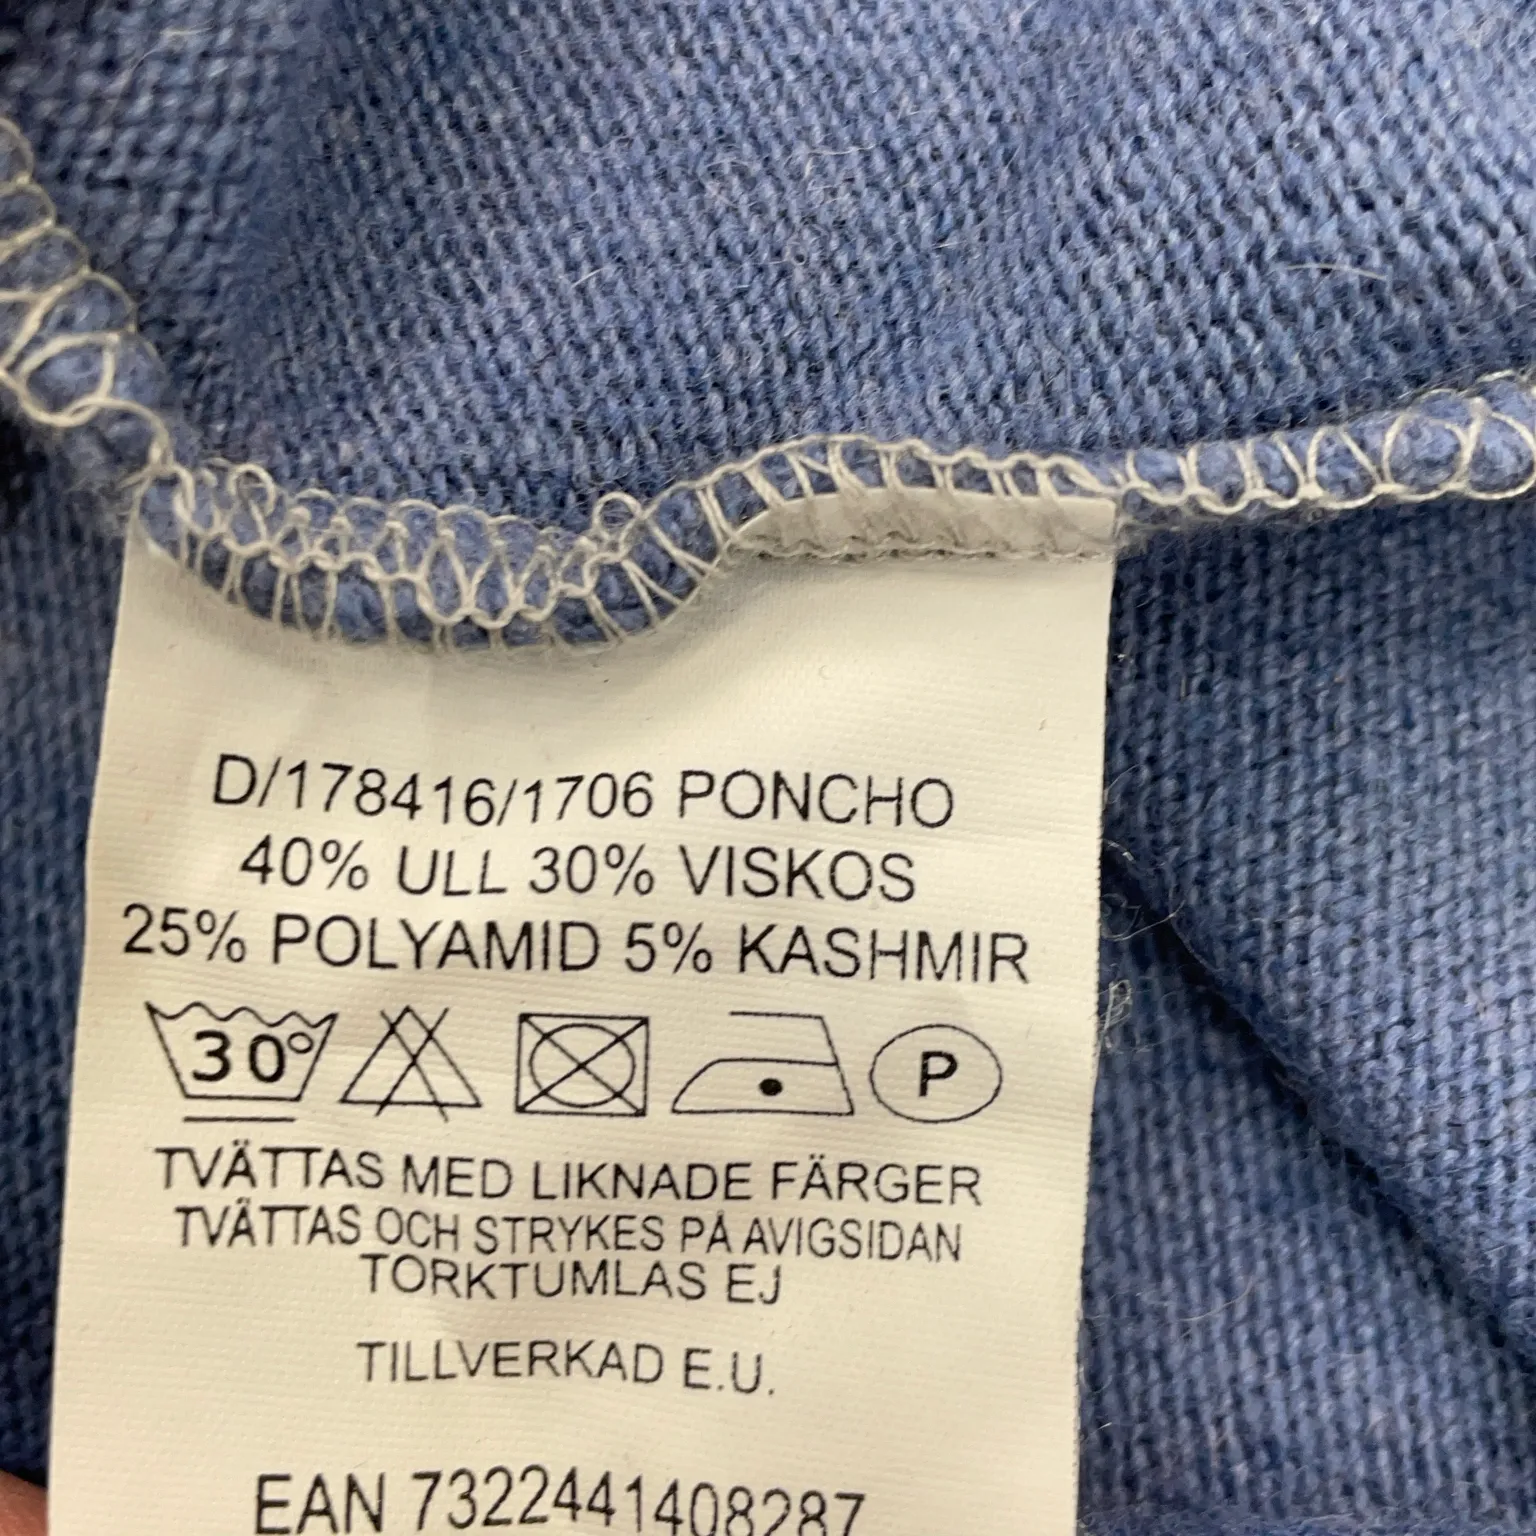 D/178416/1706 PONCHO
40% ULL 30% VISKOS
25% POLYAMID 5% KASHMIR
30° P
TVÄTTAS MED LIKNADE FÄRGER
TVÄTTAS OCH STRYKES PÅ AVIGSIDAN
TORKTUMLAS EJ
TILLVERKAD E.U.
EAN 7322441408287